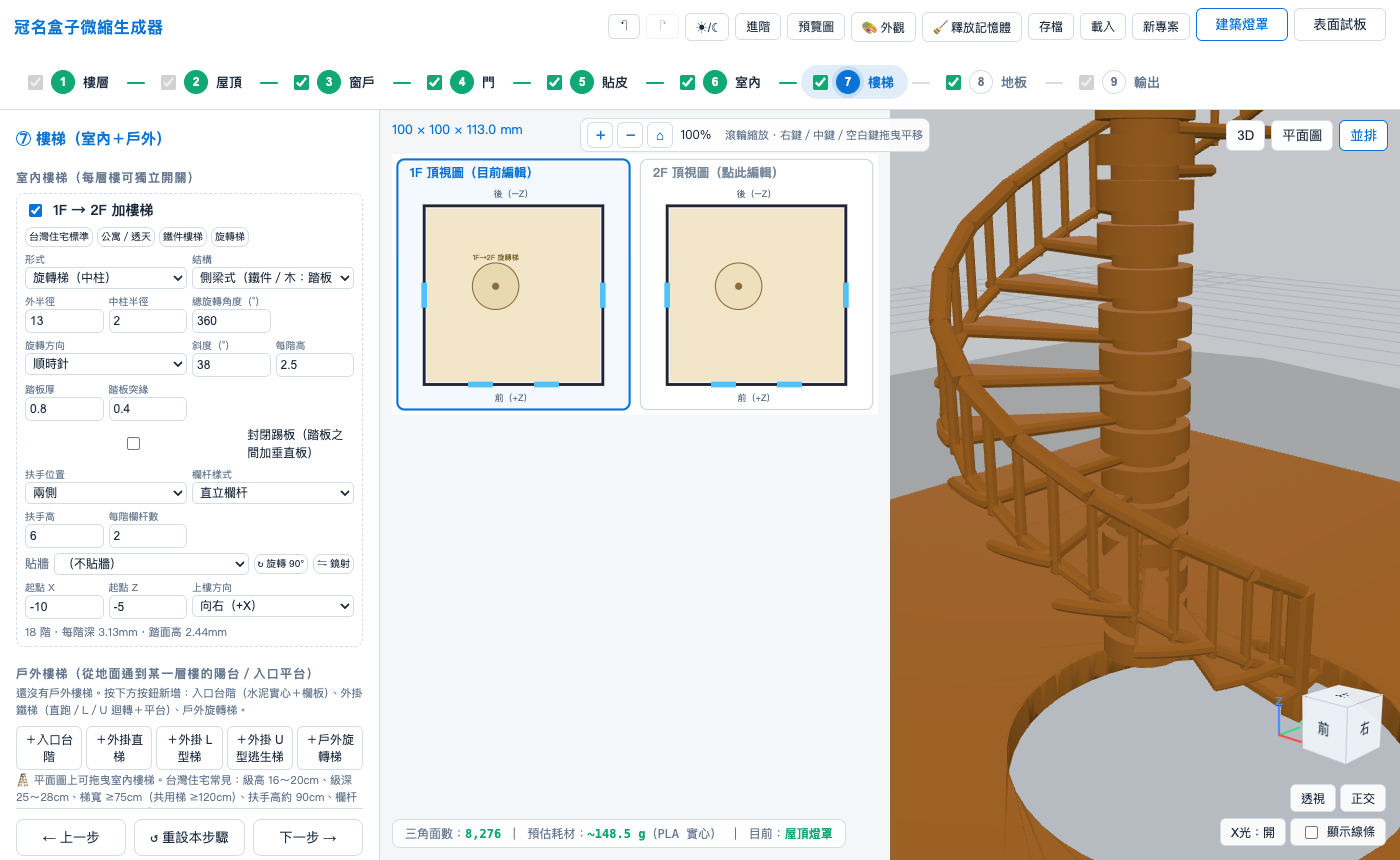 冠名盒子微縮生成器
↰ ↱ ☀/☾ 進階 預覽圖 🎨 外觀 🧹 釋放記憶體 存檔 載入 新專案 建築燈罩 表面試板
1 樓層 2 屋頂 3 窗戶 4 門 5 貼皮 6 室內 7 樓梯 8 地板 9 輸出
⑦ 樓梯（室內＋戶外）
室內樓梯（每層樓可獨立開關）
1F → 2F 加樓梯
台灣住宅標準 公寓 / 透天 鐵件樓梯 旋轉梯
形式 結構
旋轉梯（中柱） 側梁式（鐵件 / 木：踏板
外半徑 中柱半徑 總旋轉角度（°）
13 2 360
旋轉方向 斜度（°） 每階高
順時針 38 2.5
踏板厚 踏板突緣
0.8 0.4
封閉踢板（踏板之
間加垂直板）
扶手位置 欄杆樣式
兩側 直立欄杆
扶手高 每階欄杆數
6 2
貼牆 （不貼牆） ↻ 旋轉 90° ⇋ 鏡射
起點 X 起點 Z 上樓方向
-10 -5 向右（+X）
18 階 · 每階深 3.13mm · 踏面高 2.44mm
戶外樓梯（從地面通到某一層樓的陽台 / 入口平台）
還沒有戶外樓梯。按下方按鈕新增：入口台階（水泥實心＋欄板）、外掛
鐵梯（直跑 / L / U 迴轉＋平台）、戶外旋轉梯。
＋入口台
階
＋外掛直
梯
＋外掛 L
型梯
＋外掛 U
型逃生梯
＋戶外旋
轉梯
🪜 平面圖上可拖曳室內樓梯。台灣住宅常見：級高 16～20cm、級深
25～28cm、梯寬 ≥75cm（共用梯 ≥120cm）、扶手高約 90cm、欄杆
← 上一步 ↺ 重設本步驟 下一步 →
100 × 100 × 113.0 mm
+ − ⌂ 100% 滾輪縮放 · 右鍵 / 中鍵 / 空白鍵拖曳平移
1F 頂視圖（目前編輯）
後（—Z）
1F→2F 旋轉梯
前（+Z）
2F 頂視圖（點此編輯）
後（—Z）
前（+Z）
三角面數：8,276 | 預估耗材：~148.5 g (PLA 實心) | 目前：屋頂燈罩
3D 平面圖 並排
Z
前 右
透視 正交
X光：開 顯示線條